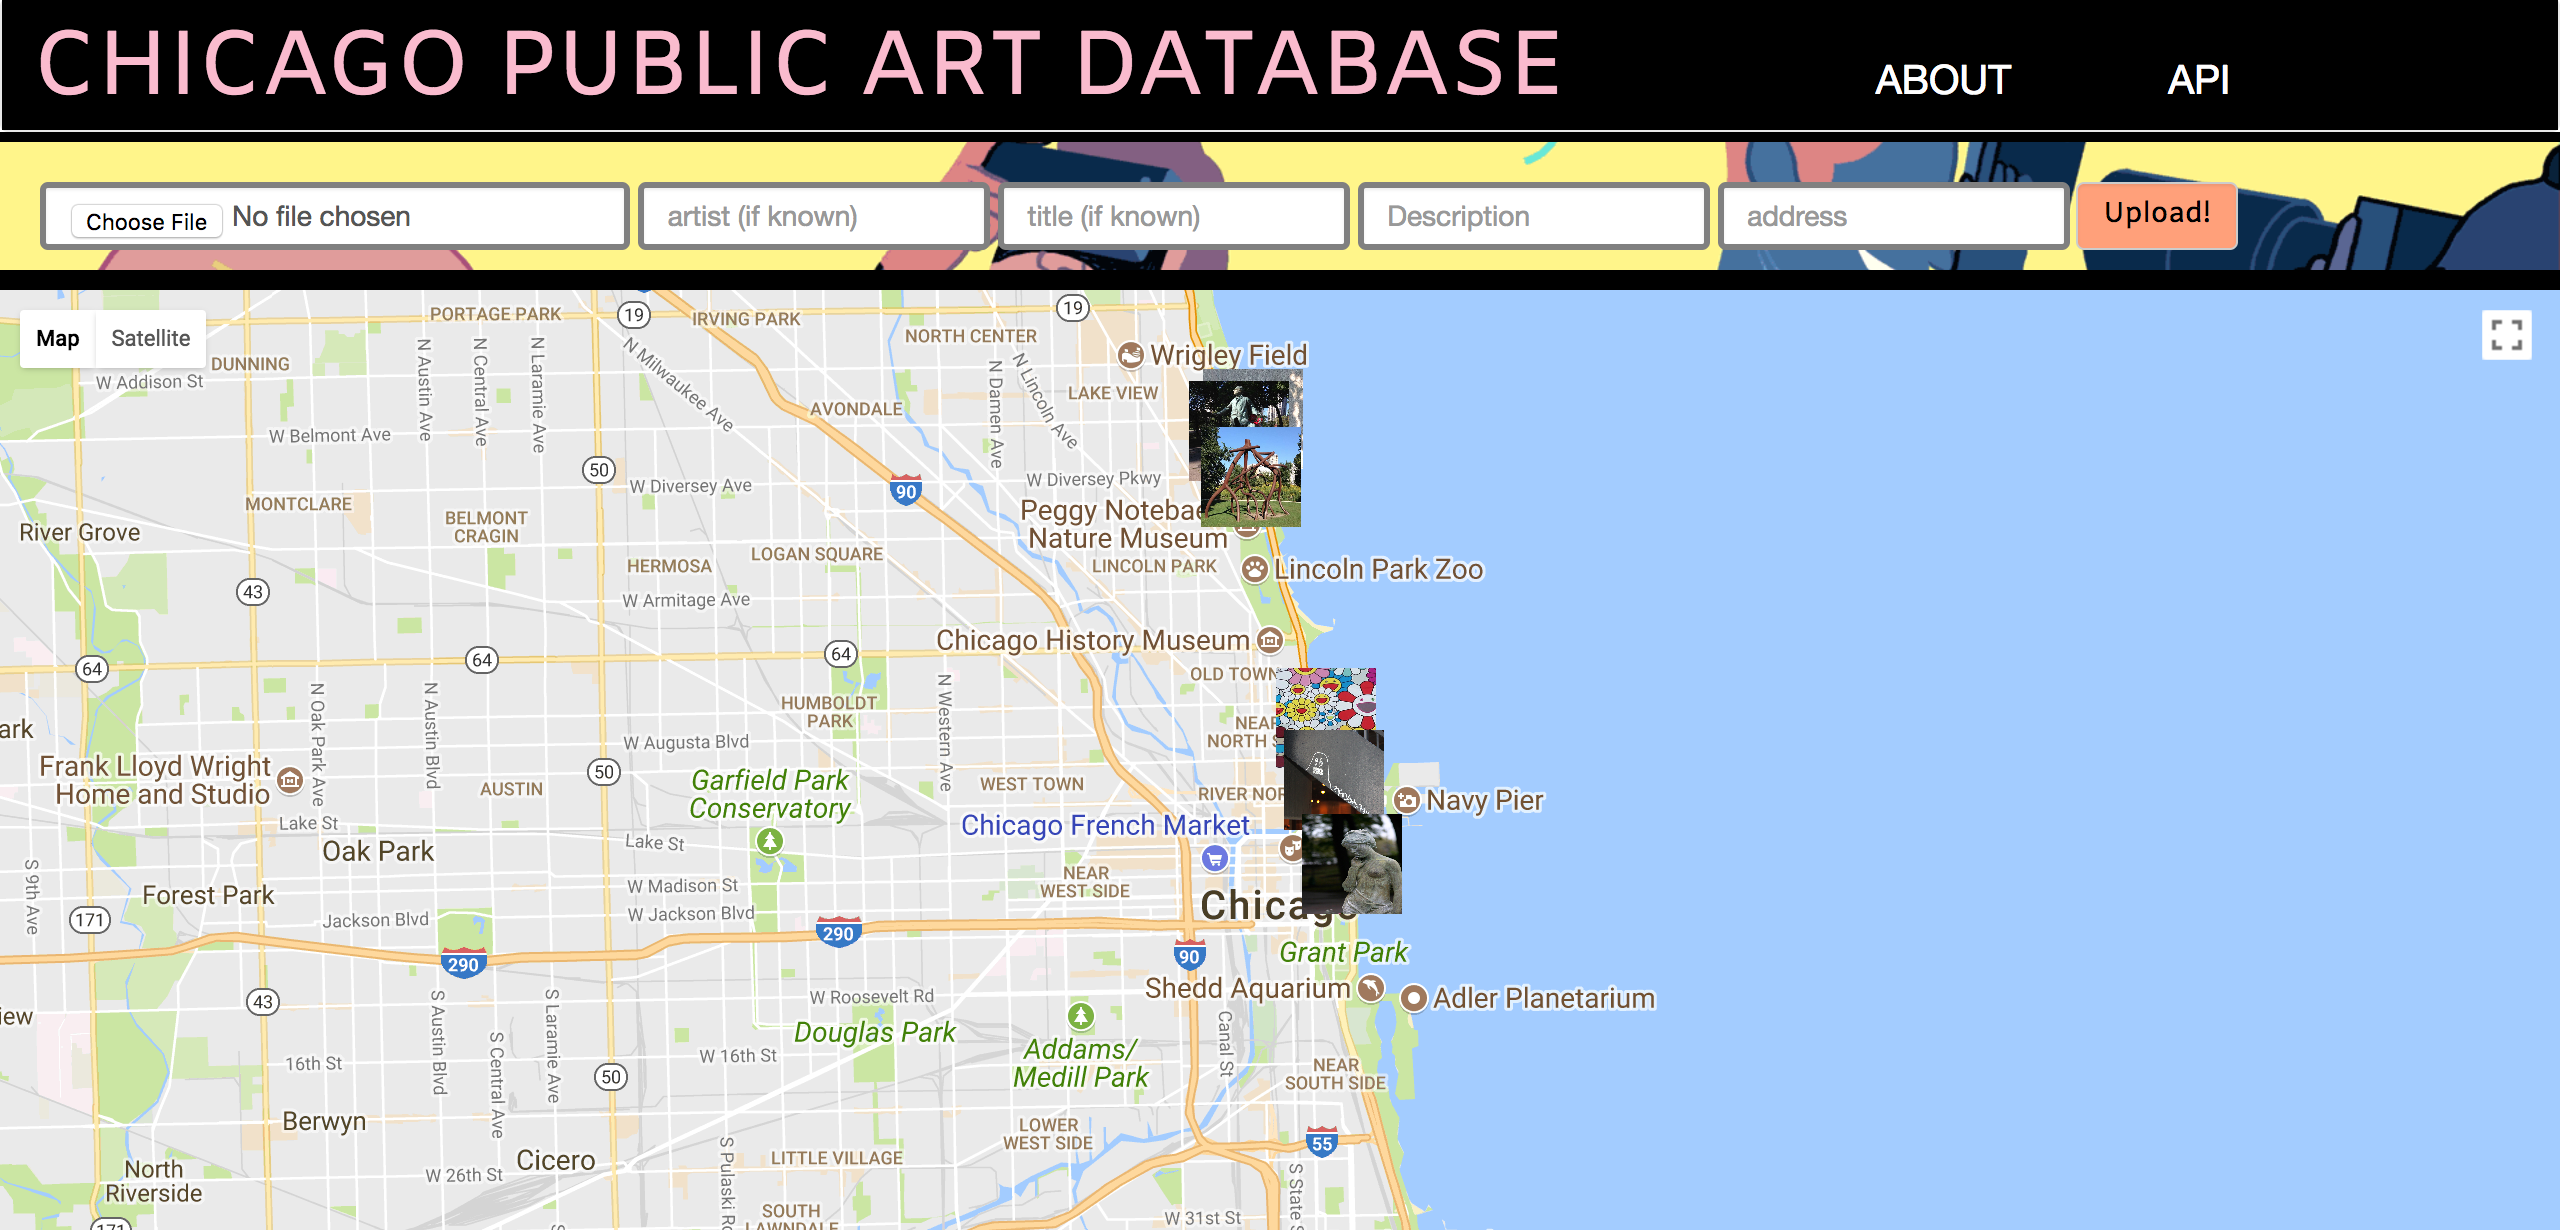 CHICAGO PUBLIC ART DATABASE
ABOUT
API
Choose File No file chosen
artist (if known)
title (if known)
Description
address
Upload!
Map
Satellite
PORTAGE PARK
19
IRVING PARK
19
NORTH CENTER
Wrigley Field
DUNNING
W Addison St
N Austin Ave
N Central Ave
N Laramie Ave
N Milwaukee Ave
N Damen Ave
N Lincoln Ave
LAKE VIEW
AVONDALE
W Belmont Ave
50
W Diversey Ave
90
W Diversey Pkwy
MONTCLARE
BELMONT
CRAGIN
River Grove
Peggy Notebae
Nature Museum
LOGAN SQUARE
HERMOSA
LINCOLN PARK
Lincoln Park Zoo
43
W Armitage Ave
Chicago History Museum
64
64
64
OLD TOWN
N Oak Park Ave
N Austin Blvd
N Western Ave
HUMBOLDT
PARK
NEAR
NORTH S
ark
W Augusta Blvd
Frank Lloyd Wright
Home and Studio
50
AUSTIN
Garfield Park
Conservatory
WEST TOWN
RIVER NOR
Navy Pier
Lake St
Chicago French Market
Oak Park
Lake St
S 9th Ave
Forest Park
W Madison St
NEAR
WEST SIDE
171
Jackson Blvd
W Jackson Blvd
Chicago
290
290
90
Grant Park
Shedd Aquarium
Adler Planetarium
43
S Austin Blvd
S Laramie Ave
W Roosevelt Rd
iew
Douglas Park
Canal St
S Central Ave
16th St
W 16th St
Addams/
Medill Park
50
NEAR
SOUTH SIDE
Berwyn
LOWER
WEST SIDE
55
North
Riverside
W 26th St
Cicero
S Pulaski R
LITTLE VILLAGE
S State S
171
SOUTH
LAWNDALE
W 31st St